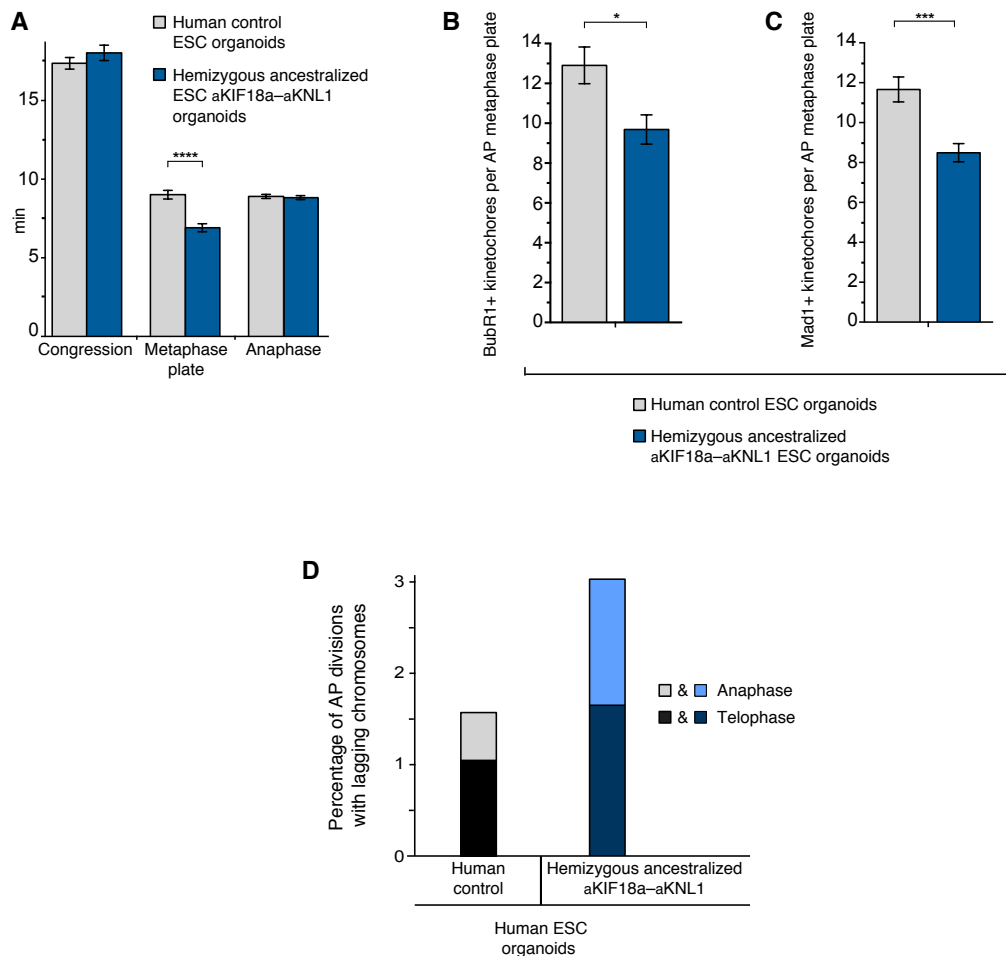 A
Human control
ESC organoids
Hemizygous ancestralized
ESC aKIF18a–aKNL1
organoids
min
15
10
5
0
****
Congression
Metaphase
plate
Anaphase
B
BubR1+ kinetochores per AP metaphase plate
14
12
10
8
6
4
2
0
*
C
Mad1+ kinetochores per AP metaphase plate
14
12
10
8
6
4
2
0
***
Human control ESC organoids
Hemizygous ancestralized
aKIF18a–aKNL1 ESC organoids
D
Percentage of AP divisions
with lagging chromosomes
3
2
1
0
& Anaphase
& Telophase
Human
control
Hemizygous ancestralized
aKIF18a–aKNL1
Human ESC
organoids